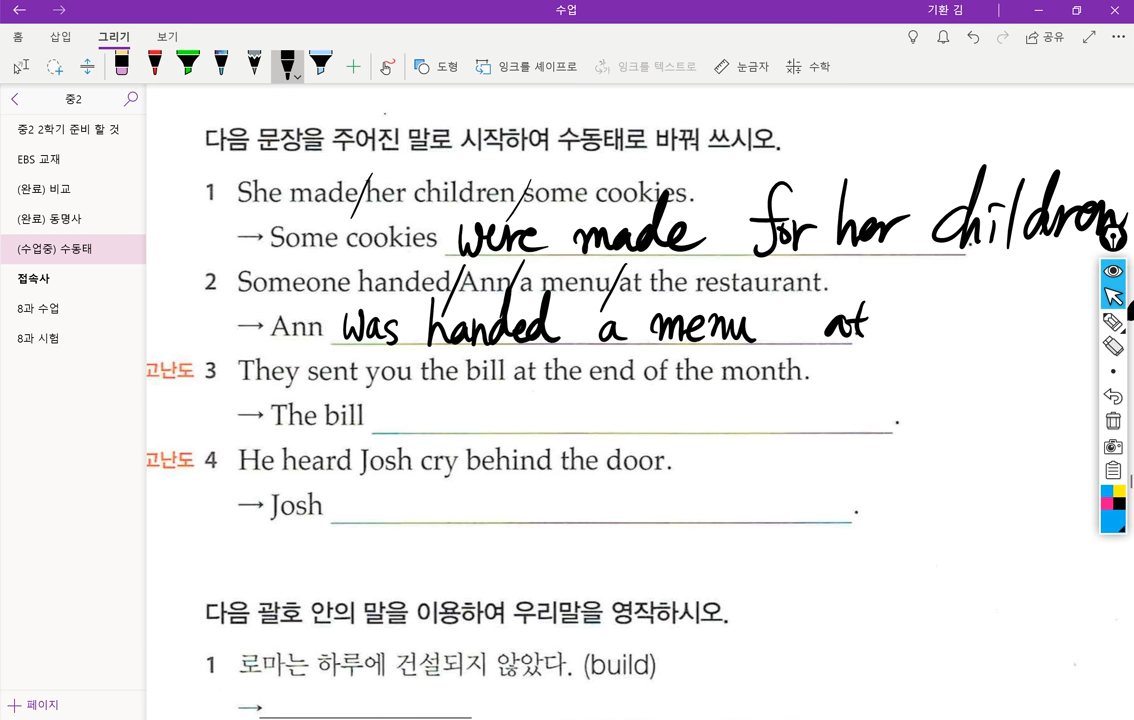 수업
기환 김
홈 삽입 그리기 보기
공유
도형 잉크를 셰이프로 잉크를 텍스트로 눈금자 수학
중2
중2 2학기 준비 할 것
EBS 교재
(완료) 비교
(완료) 동명사
(수업중) 수동태
접속사
8과 수업
8과 시험
페이지
다음 문장을 주어진 말로 시작하여 수동태로 바꿔 쓰시오.
1 She made/her children/some cookies.
→ Some cookies were made for her children.
2 Someone handed/Ann/a menu/at the restaurant.
→ Ann was handed a menu at
고난도 3 They sent you the bill at the end of the month.
→ The bill .
고난도 4 He heard Josh cry behind the door.
→ Josh .
다음 괄호 안의 말을 이용하여 우리말을 영작하시오.
1 로마는 하루에 건설되지 않았다. (build)
→